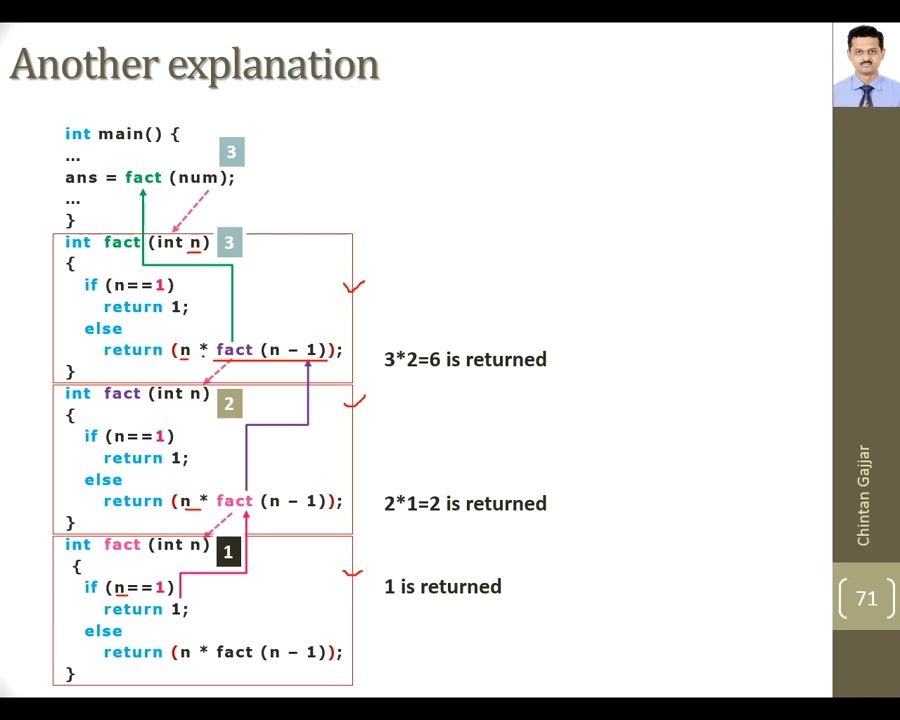 Another explanation
int main() {
...
3
ans = fact (num);
...
}
int fact (int n) 3
{
if (n==1)
return 1;
else
return (n * fact (n – 1));
3*2=6 is returned
}
int fact (int n) 2
{
if (n==1)
return 1;
else
return (n * fact (n – 1));
2*1=2 is returned
}
int fact (int n) 1
{
if (n==1)
1 is returned
return 1;
else
return (n * fact (n – 1));
}
Chintan Gajjar
71